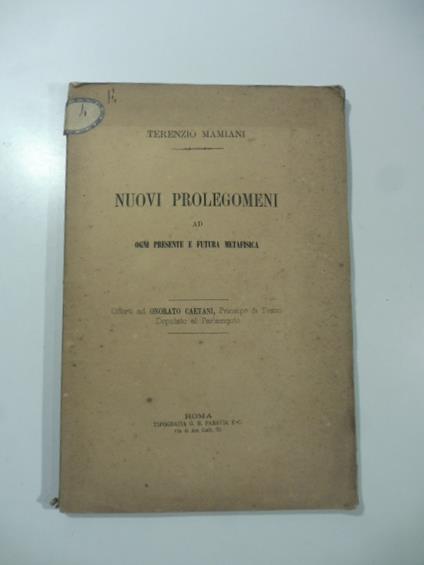 4
TERENZIO MAMIANI
NUOVI PROLEGOMENI
AD
OGNI PRESENTE E FUTURA METAFISICA
Offerti ad ONORATO CAETANI, Principe di Teano
Deputato al Parlamento
ROMA
TIPOGRAFIA G. B. PARAVIA E C.